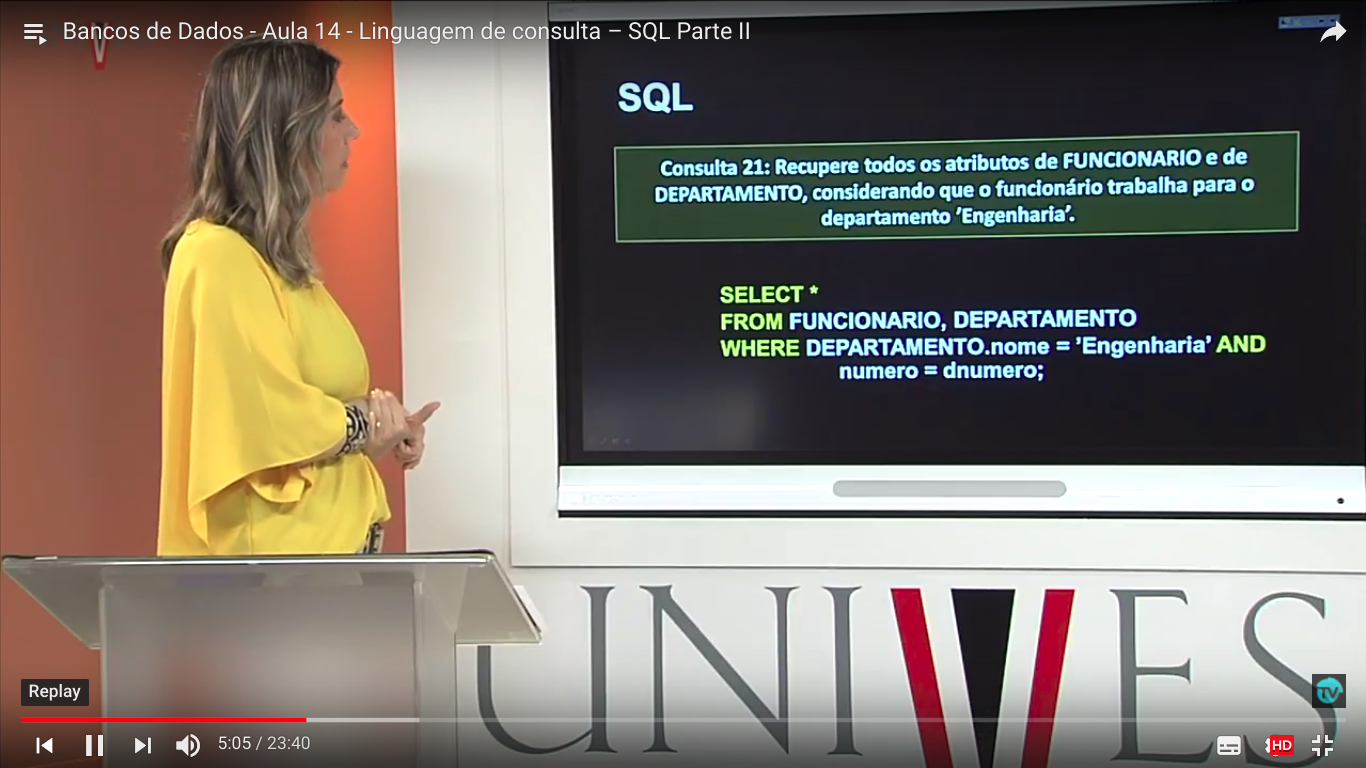 Bancos de Dados - Aula 14 - Linguagem de consulta – SQL Parte II
SQL
Consulta 21: Recupere todos os atributos de FUNCIONARIO e de
DEPARTAMENTO, considerando que o funcionário trabalha para o
departamento ’Engenharia’.
SELECT *
FROM FUNCIONARIO, DEPARTAMENTO
WHERE DEPARTAMENTO.nome = ’Engenharia’ AND
numero = dnumero;
UNIVES
Replay
TV
5:05 / 23:40
HD